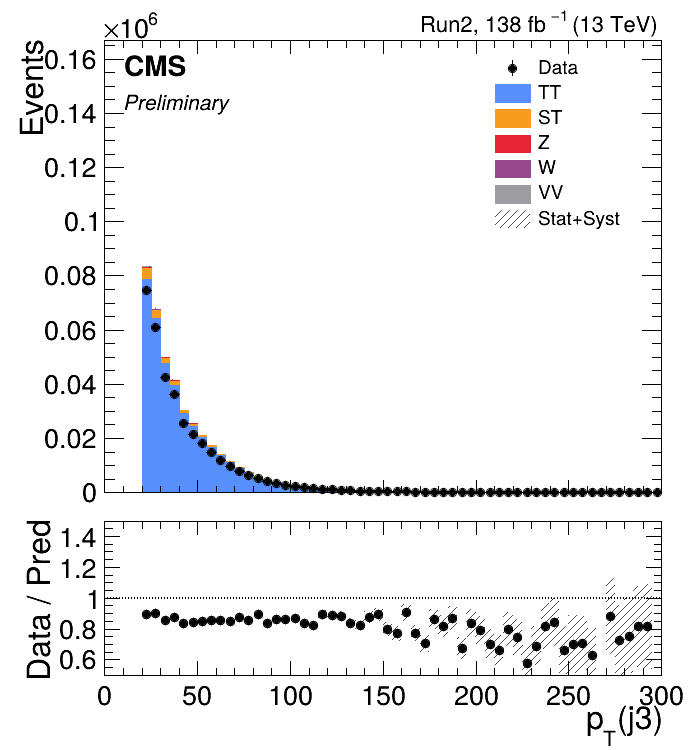 ×10⁶
Run2, 138 fb⁻¹ (13 TeV)
Events
0.16
0.14
0.12
0.1
0.08
0.06
0.04
0.02
0
CMS
Preliminary
Data
TT
ST
Z
W
VV
Stat+Syst
Data / Pred
1.4
1.2
1
0.8
0.6
0 50 100 150 200 250 300
p_T(j3)